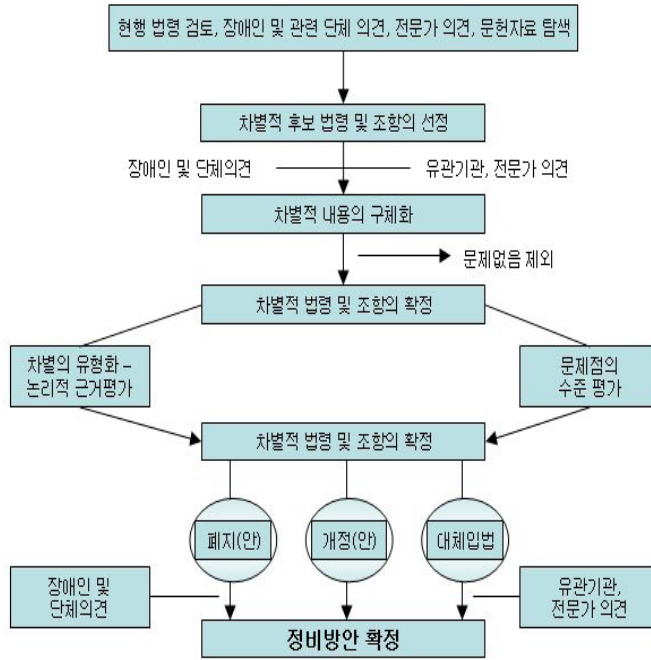 현행 법령 검토, 장애인 및 관련 단체 의견, 전문가 의견, 문헌자료 탐색
차별적 후보 법령 및 조항의 선정
장애인 및 단체의견
유관기관, 전문가 의견
차별적 내용의 구체화
문제없음 제외
차별적 법령 및 조항의 확정
차별의 유형화 –
논리적 근거평가
문제점의
수준 평가
차별적 법령 및 조항의 확정
폐지(안)
개정(안)
대체입법
장애인 및
단체의견
유관기관,
전문가 의견
정비방안 확정